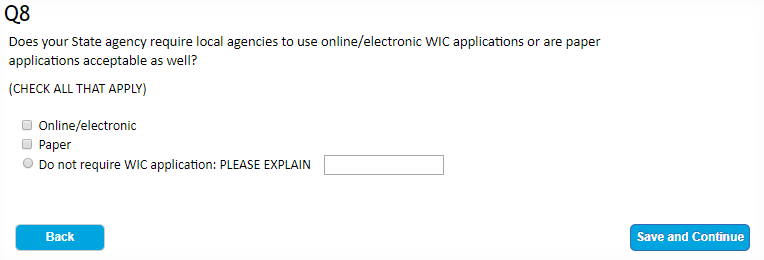 Q8
Does your State agency require local agencies to use online/electronic WIC applications or are paper
applications acceptable as well?
(CHECK ALL THAT APPLY)
Online/electronic
Paper
Do not require WIC application: PLEASE EXPLAIN
Back
Save and Continue